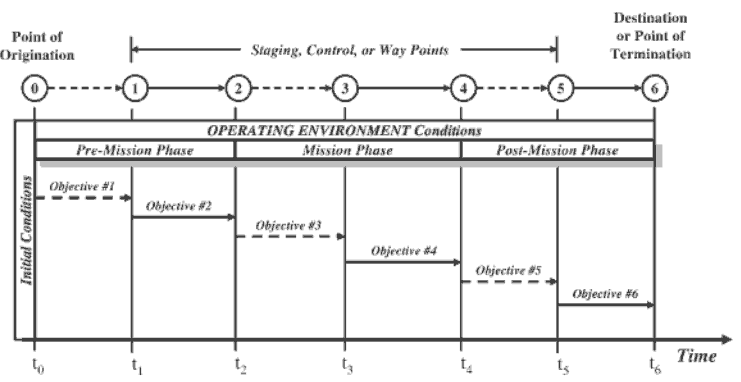 Destination
or Point of
Termination
Point of
Origination
Staging, Control, or Way Points
0 1 2 3 4 5 6
OPERATING ENVIRONMENT Conditions
Pre-Mission Phase Mission Phase Post-Mission Phase
Initial Conditions
Objective #1
Objective #2
Objective #3
Objective #4
Objective #5
Objective #6
t0 t1 t2 t3 t4 t5 t6 Time